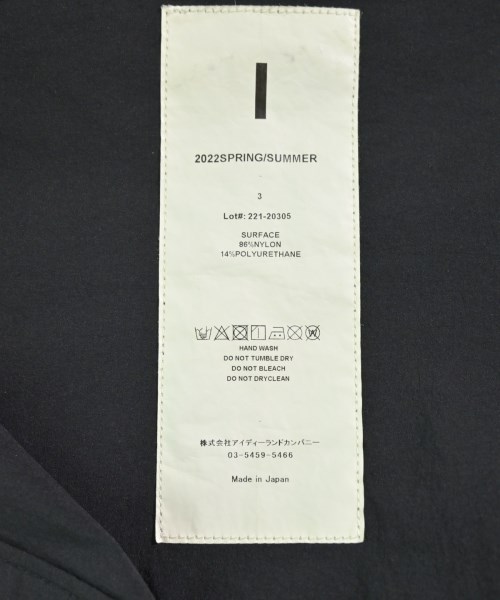 2022SPRING/SUMMER
3
Lot#: 221-20305
SURFACE
86%NYLON
14%POLYURETHANE
HAND WASH
DO NOT TUMBLE DRY
DO NOT BLEACH
DO NOT DRYCLEAN
株式会社アイディーランドカンパニー
03-5459-5466
Made in Japan